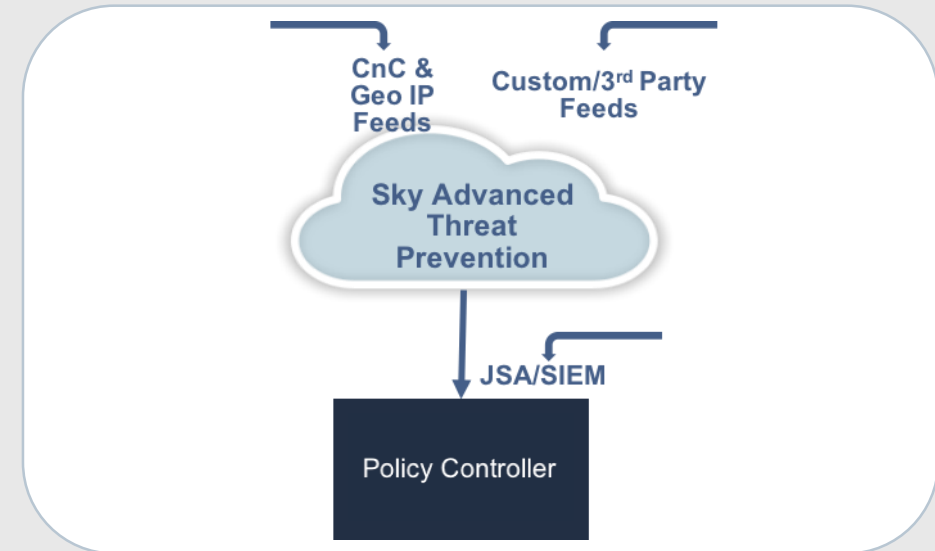 CnC &
Geo IP
Feeds
Custom/3rd Party
Feeds
Sky Advanced
Threat
Prevention
JSA/SIEM
Policy Controller